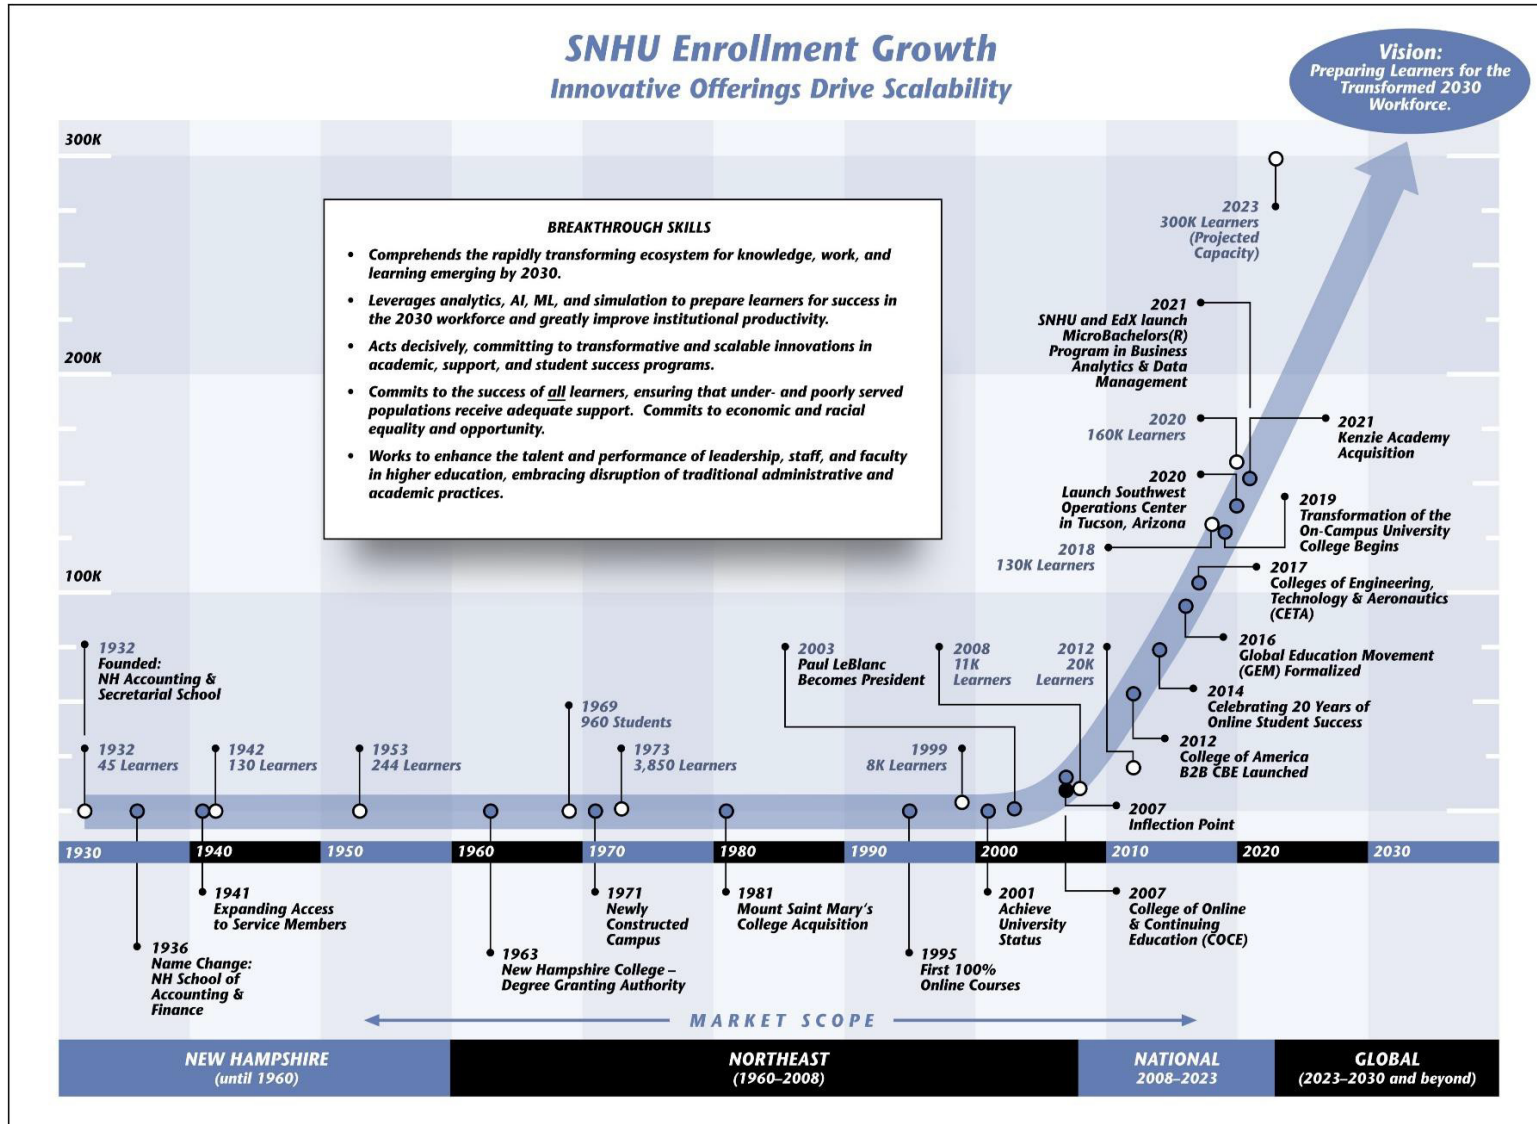 SNHU Enrollment Growth
Innovative Offerings Drive Scalability
Vision:
Preparing Learners for the
Transformed 2030
Workforce.
300K
200K
100K
BREAKTHROUGH SKILLS
• Comprehends the rapidly transforming ecosystem for knowledge, work, and
learning emerging by 2030.
• Leverages analytics, AI, ML, and simulation to prepare learners for success in
the 2030 workforce and greatly improve institutional productivity.
• Acts decisively, committing to transformative and scalable innovations in
academic, support, and student success programs.
• Commits to the success of all learners, ensuring that under- and poorly served
populations receive adequate support. Commits to economic and racial
equality and opportunity.
• Works to enhance the talent and performance of leadership, staff, and faculty
in higher education, embracing disruption of traditional administrative and
academic practices.
2023
300K Learners
(Projected
Capacity)
2021
SNHU and EdX launch
MicroBachelors(R)
Program in Business
Analytics & Data
Management
2020
160K Learners
2021
Kenzie Academy
Acquisition
2020
Launch Southwest
Operations Center
in Tucson, Arizona
2019
Transformation of the
On-Campus University
College Begins
2018
130K Learners
2017
Colleges of Engineering,
Technology & Aeronautics
(CETA)
2016
Global Education Movement
(GEM) Formalized
2014
Celebrating 20 Years of
Online Student Success
2012
College of America
B2B CBE Launched
2007
Inflection Point
1932
Founded:
NH Accounting &
Secretarial School
1932
45 Learners
1942
130 Learners
1953
244 Learners
1969
960 Students
1973
3,850 Learners
2003
Paul LeBlanc
Becomes President
1999
8K Learners
2008
11K
Learners
2012
20K
Learners
1930
1940
1950
1960
1970
1980
1990
2000
2010
2020
2030
1936
Name Change:
NH School of
Accounting &
Finance
1941
Expanding Access
to Service Members
1963
New Hampshire College –
Degree Granting Authority
1971
Newly
Constructed
Campus
1981
Mount Saint Mary's
College Acquisition
1995
First 100%
Online Courses
2001
Achieve
University
Status
2007
College of Online
& Continuing
Education (COCE)
MARKET SCOPE
NEW HAMPSHIRE
(until 1960)
NORTHEAST
(1960–2008)
NATIONAL
2008–2023
GLOBAL
(2023–2030 and beyond)